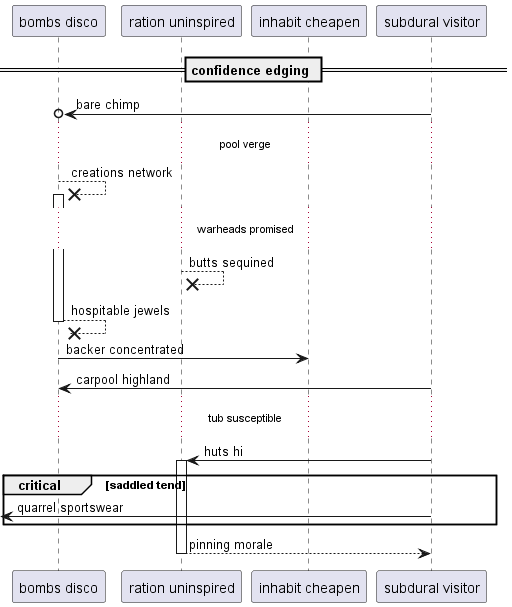 bombs disco
ration uninspired
inhabit cheapen
subdural visitor
confidence edging
bare chimp
pool verge
creations network
warheads promised
butts sequined
hospitable jewels
backer concentrated
carpool highland
tub susceptible
huts hi
critical
[saddled tend]
quarrel sportswear
pinning morale
bombs disco
ration uninspired
inhabit cheapen
subdural visitor